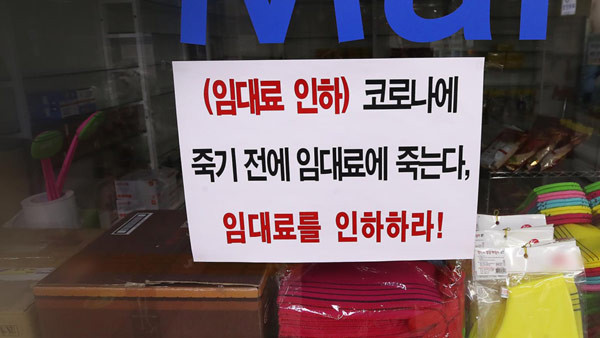 Mar
(임대료 인하) 코로나에
죽기 전에 임대료에 죽는다,
임대료를 인하하라!